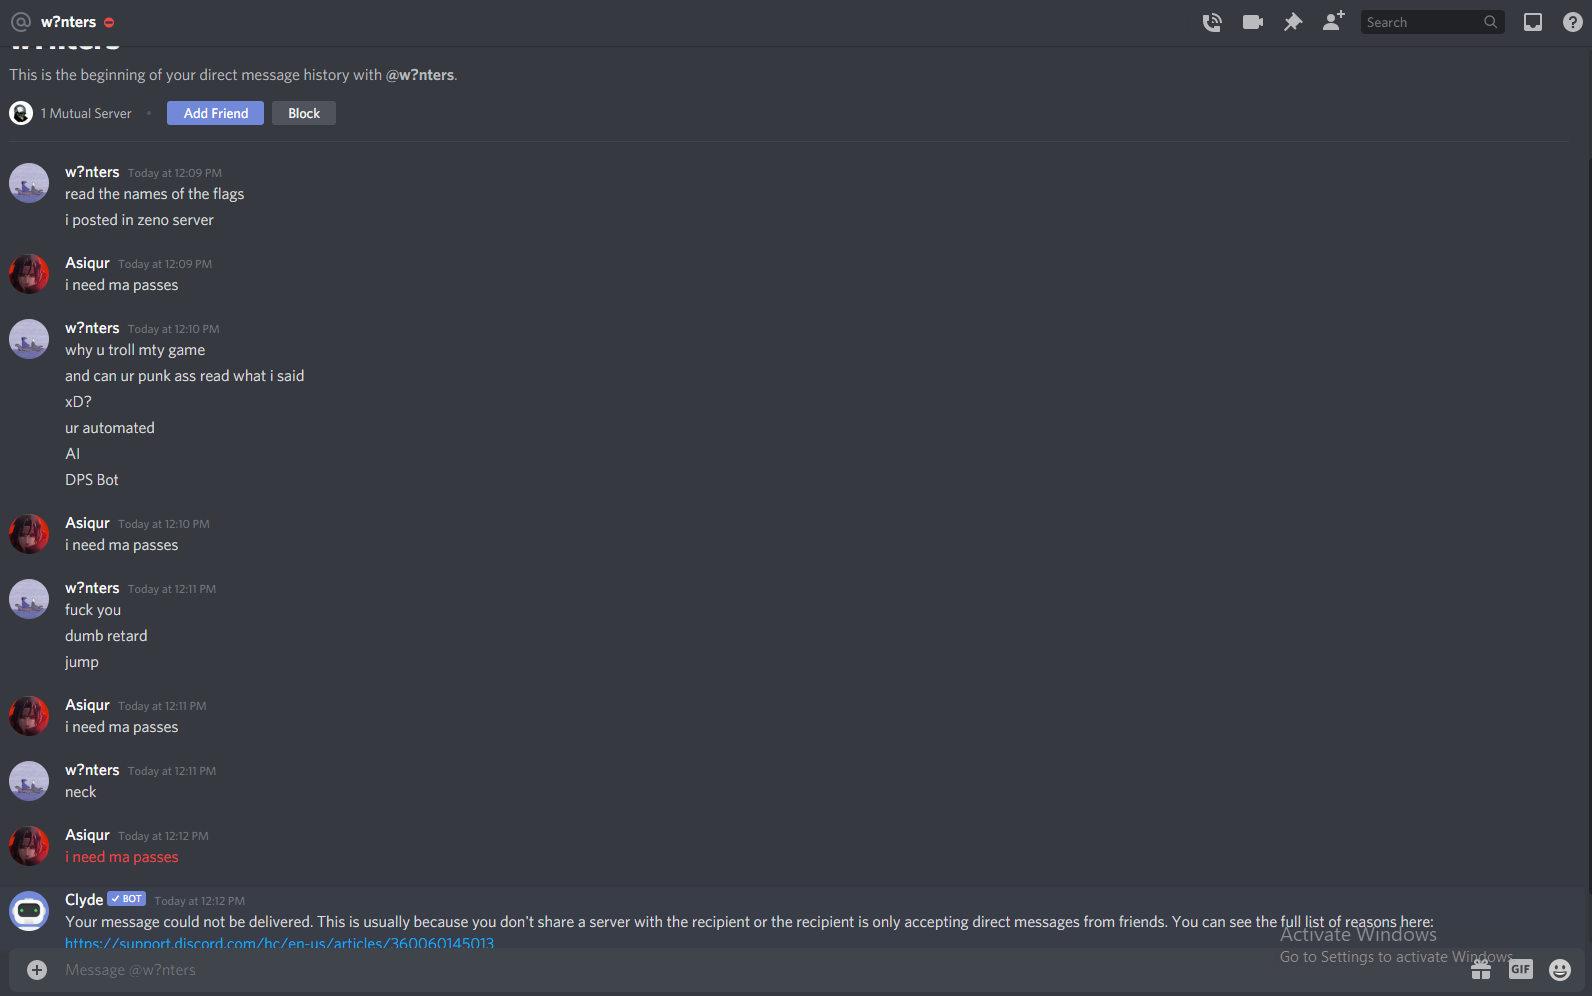 w?nters
Search
This is the beginning of your direct message history with @w?nters.
1 Mutual Server
Add Friend
Block
w?nters Today at 12:09 PM
read the names of the flags
i posted in zeno server
Asiqur Today at 12:09 PM
i need ma passes
w?nters Today at 12:10 PM
why u troll mty game
and can ur punk ass read what i said
xD?
ur automated
AI
DPS Bot
Asiqur Today at 12:10 PM
i need ma passes
w?nters Today at 12:11 PM
fuck you
dumb retard
jump
Asiqur Today at 12:11 PM
i need ma passes
w?nters Today at 12:11 PM
neck
Asiqur Today at 12:12 PM
i need ma passes
Clyde BOT Today at 12:12 PM
Your message could not be delivered. This is usually because you don't share a server with the recipient or the recipient is only accepting direct messages from friends. You can see the full list of reasons here:
https://support.discord.com/hc/en-us/articles/360060145013
Activate Windows
Go to Settings to activate Windows.
Message @w?nters
GIF